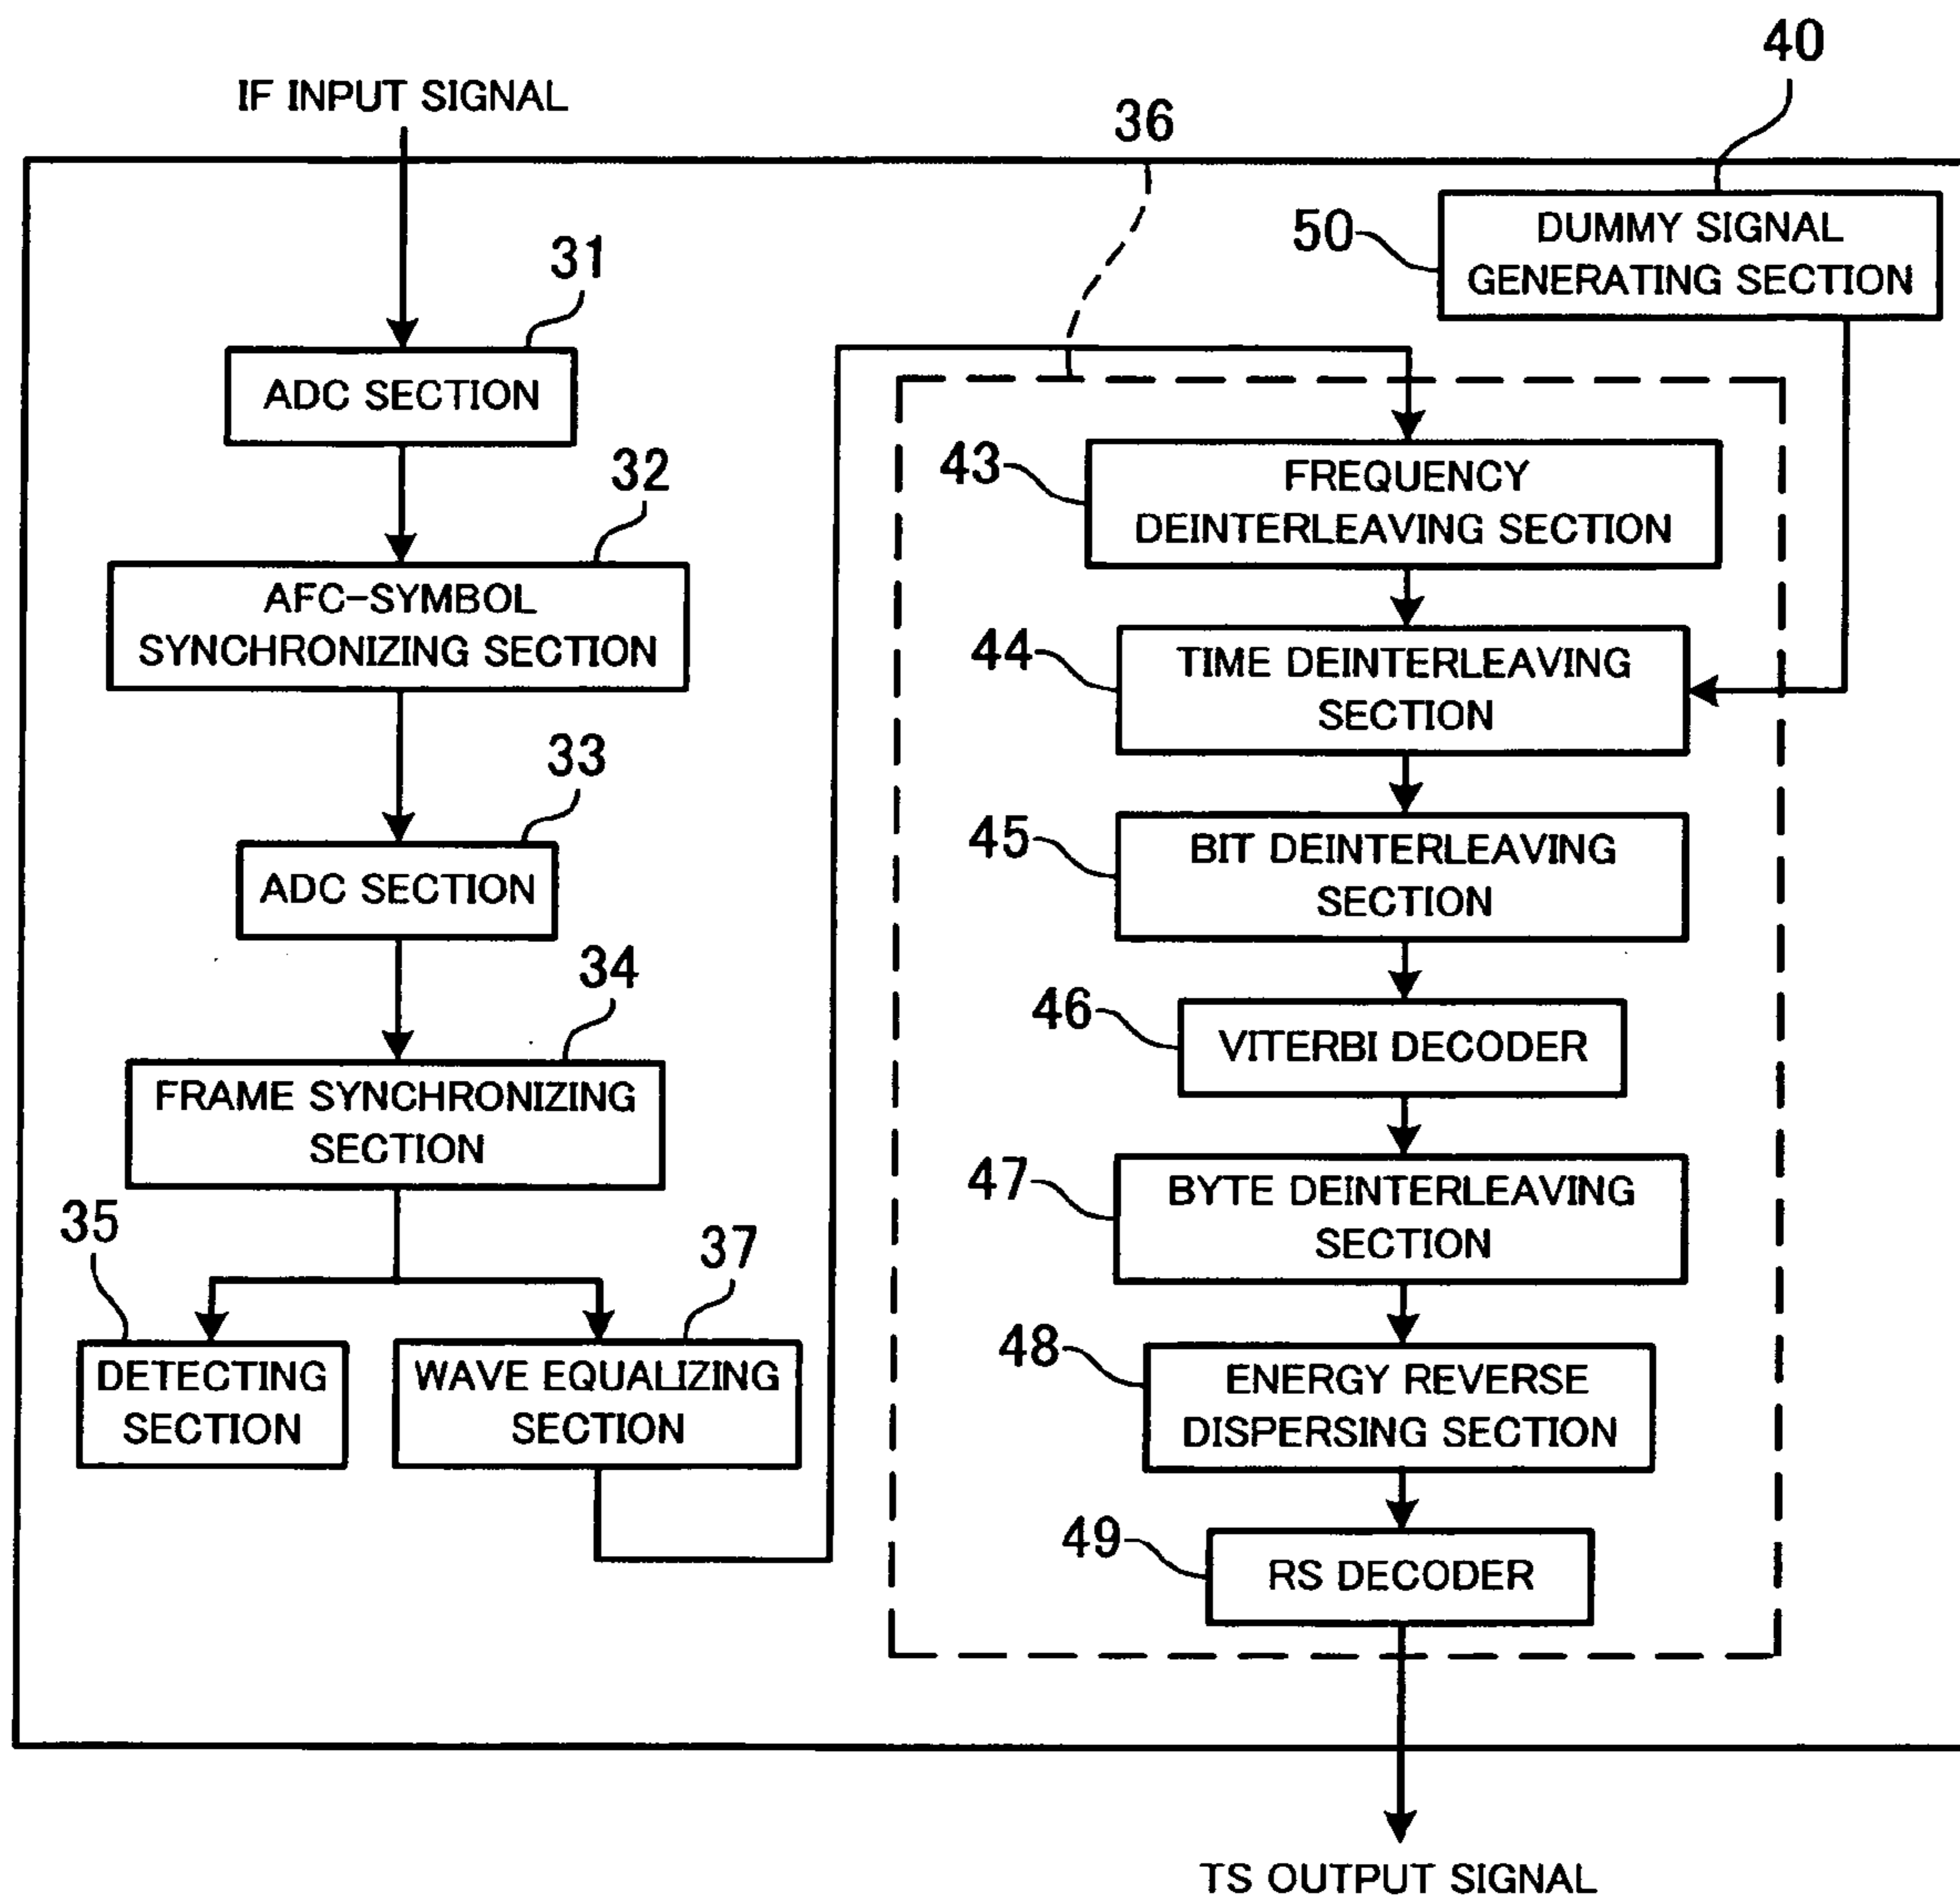 40
IF INPUT SIGNAL
36
50
DUMMY SIGNAL
GENERATING SECTION
31
ADC SECTION
32
AFC-SYMBOL
SYNCHRONIZING SECTION
33
ADC SECTION
34
FRAME SYNCHRONIZING
SECTION
35
DETECTING
SECTION
37
WAVE EQUALIZING
SECTION
43
FREQUENCY
DEINTERLEAVING SECTION
44
TIME DEINTERLEAVING
SECTION
45
BIT DEINTERLEAVING
SECTION
46
VITERBI DECODER
47
BYTE DEINTERLEAVING
SECTION
48
ENERGY REVERSE
DISPERSING SECTION
49
RS DECODER
TS OUTPUT SIGNAL